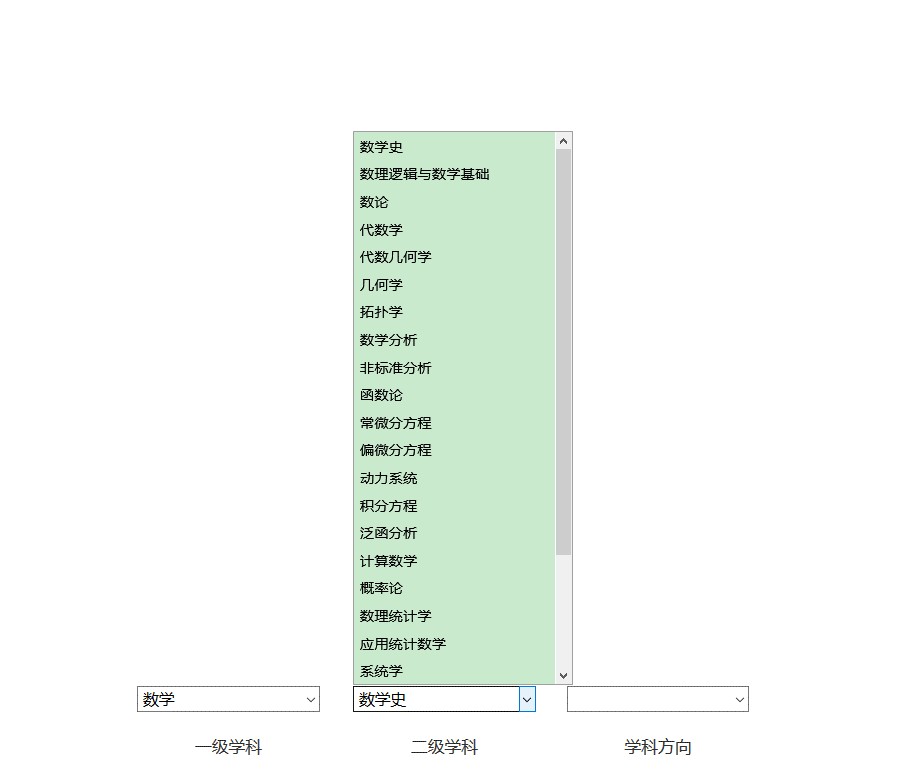 数学史
数理逻辑与数学基础
数论
代数学
代数几何学
几何学
拓扑学
数学分析
非标准分析
函数论
常微分方程
偏微分方程
动力系统
积分方程
泛函分析
计算数学
概率论
数理统计学
应用统计数学
系统学
数学
数学史
一级学科
二级学科
学科方向